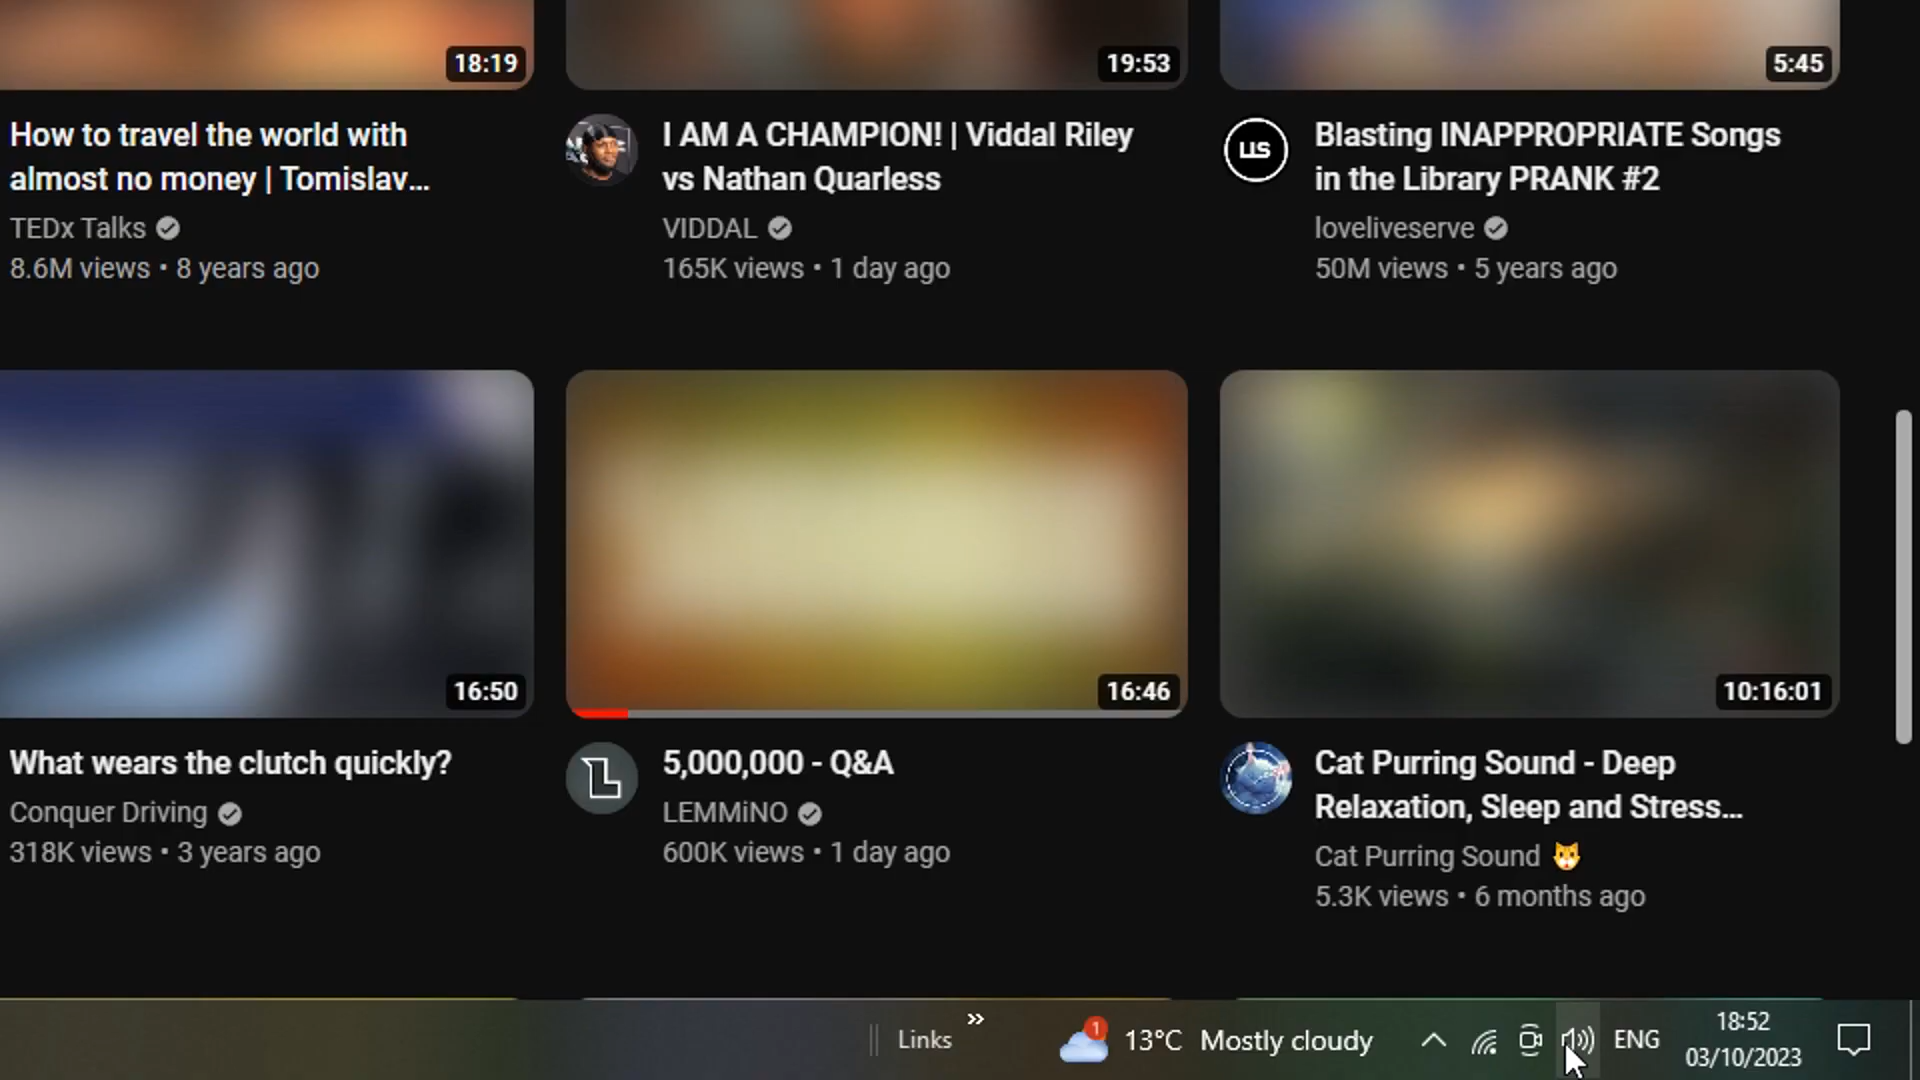 18:19
19:53
5:45
How to travel the world with
almost no money | Tomislav...
TEDx Talks
8.6M views • 8 years ago
I AM A CHAMPION! | Viddal Riley
vs Nathan Quarless
VIDDAL
165K views • 1 day ago
LLS
Blasting INAPPROPRIATE Songs
in the Library PRANK #2
loveliveserve
50M views • 5 years ago
16:50
16:46
10:16:01
What wears the clutch quickly?
Conquer Driving
318K views • 3 years ago
5,000,000 - Q&A
LEMMiNO
600K views • 1 day ago
Cat Purring Sound - Deep
Relaxation, Sleep and Stress...
Cat Purring Sound 🐱
5.3K views • 6 months ago
Links
1
13°C Mostly cloudy
ENG
18:52
03/10/2023